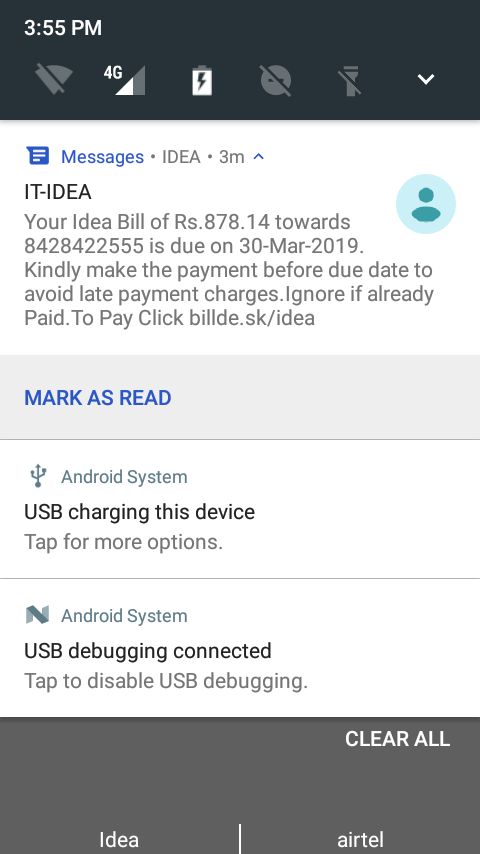 3:55 PM
4G
Messages • IDEA • 3m
IT-IDEA
Your Idea Bill of Rs.878.14 towards
8428422555 is due on 30-Mar-2019.
Kindly make the payment before due date to
avoid late payment charges.Ignore if already
Paid.To Pay Click billde.sk/idea
MARK AS READ
Android System
USB charging this device
Tap for more options.
Android System
USB debugging connected
Tap to disable USB debugging.
CLEAR ALL
Idea
airtel